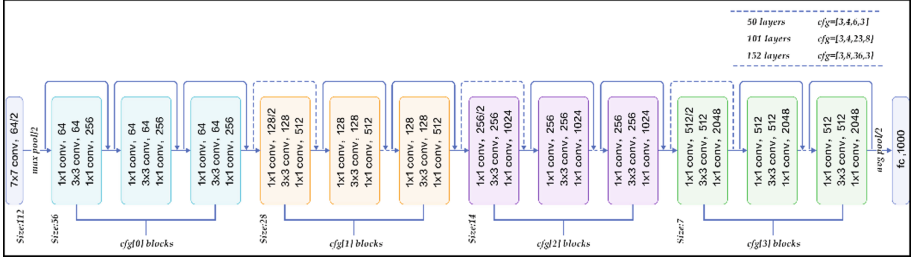 50 layers cfg=[3,4,6,3]
101 layers cfg=[3,4,23,8]
152 layers cfg=[3,8,36,3]
7x7 conv, 64/2
max pool/2
1x1 conv, 64
3x3 conv, 64
1x1 conv, 256
1x1 conv, 64
3x3 conv, 64
1x1 conv, 256
1x1 conv, 64
3x3 conv, 64
1x1 conv, 256
1x1 conv, 128/2
3x3 conv, 128
1x1 conv, 512
1x1 conv, 128
3x3 conv, 128
1x1 conv, 512
1x1 conv, 128
3x3 conv, 128
1x1 conv, 512
1x1 conv, 256/2
3x3 conv, 256
1x1 conv, 1024
1x1 conv, 256
3x3 conv, 256
1x1 conv, 1024
1x1 conv, 256
3x3 conv, 256
1x1 conv, 1024
1x1 conv, 512/2
3x3 conv, 512
1x1 conv, 2048
1x1 conv, 512
3x3 conv, 512
1x1 conv, 2048
1x1 conv, 512
3x3 conv, 512
1x1 conv, 2048
avg pool/2
fc ,1000
Size:112
Size:56
cfg[0] blocks
Size:28
cfg[1] blocks
Size:14
cfg[2] blocks
Size:7
cfg[3] blocks